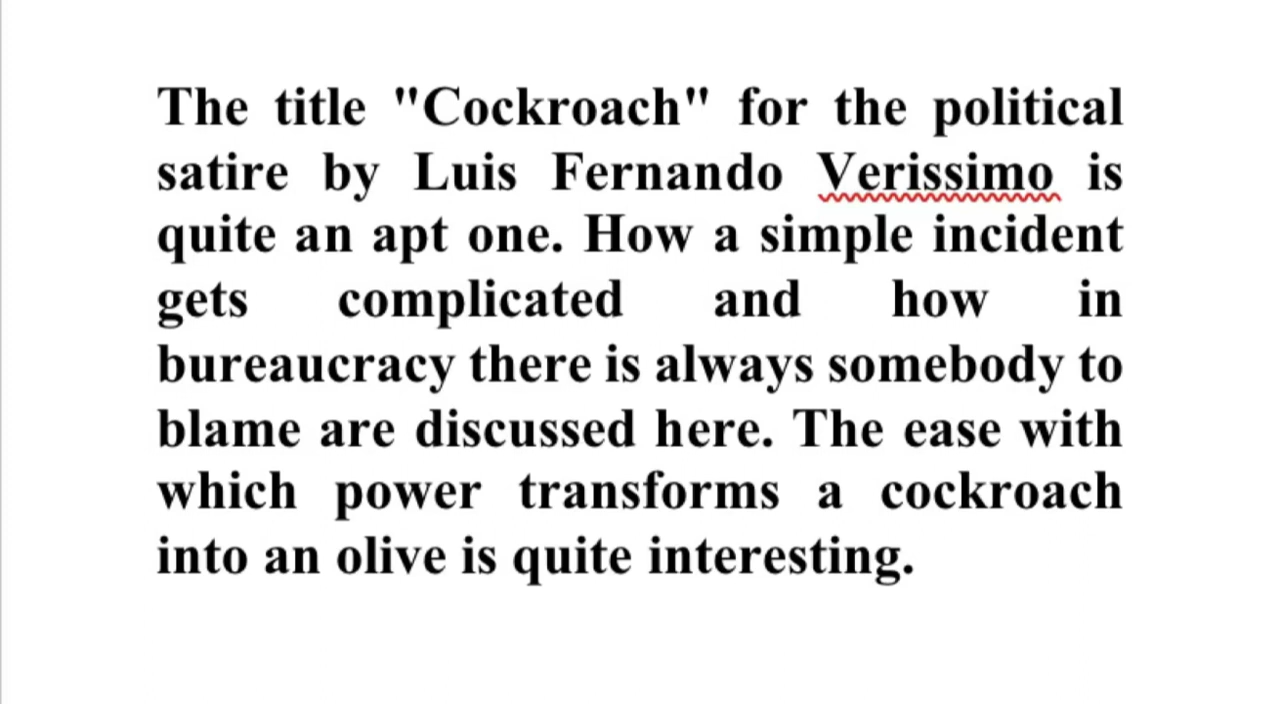 The title "Cockroach" for the political
satire by Luis Fernando Verissimo is
quite an apt one. How a simple incident
gets complicated and how in
bureaucracy there is always somebody to
blame are discussed here. The ease with
which power transforms a cockroach
into an olive is quite interesting.